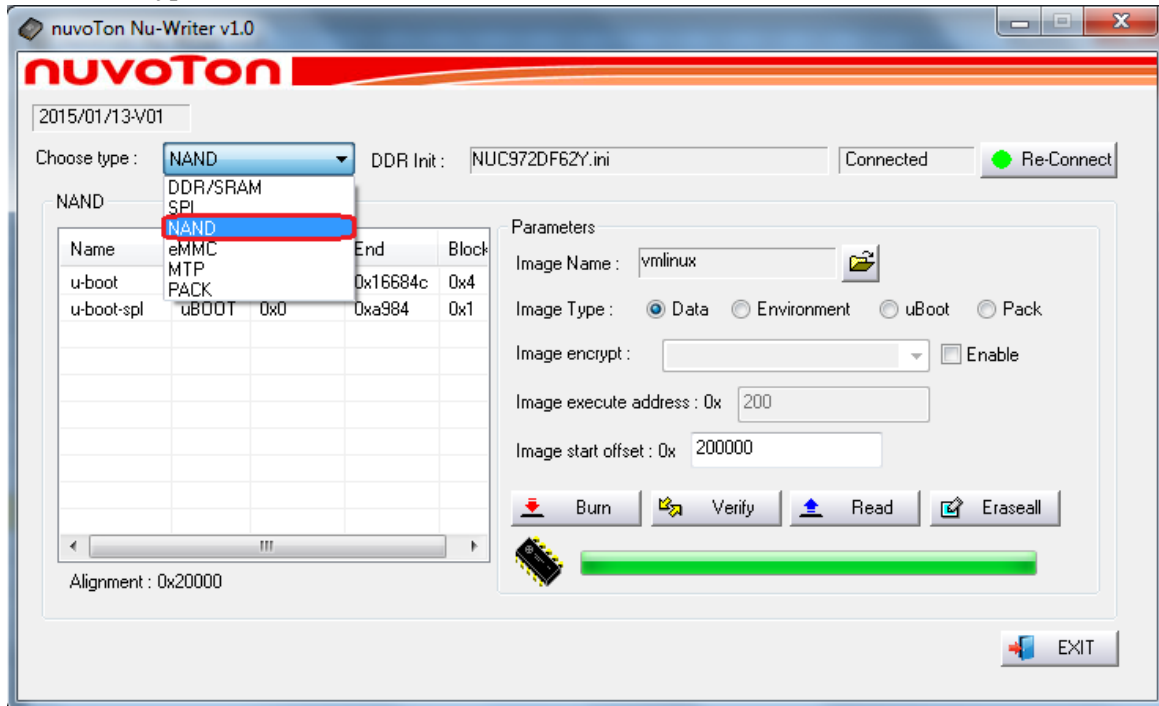 nuvoTon Nu-Writer v1.0
nuvoTon
2015/01/13-V01
Choose type : NAND DDR Init : NUC972DF62Y.ini Connected Re-Connect
DDR/SRAM
SPI
NAND
eMMC
MTP
PACK
NAND
Name End Block
u-boot 0x16684c 0x4
u-boot-spl uBOOT 0x0 0xa984 0x1
Alignment : 0x20000
Parameters
Image Name : vmlinux
Image Type : Data Environment uBoot Pack
Image encrypt : Enable
Image execute address : 0x 200
Image start offset : 0x 200000
Burn Verify Read Eraseall
EXIT